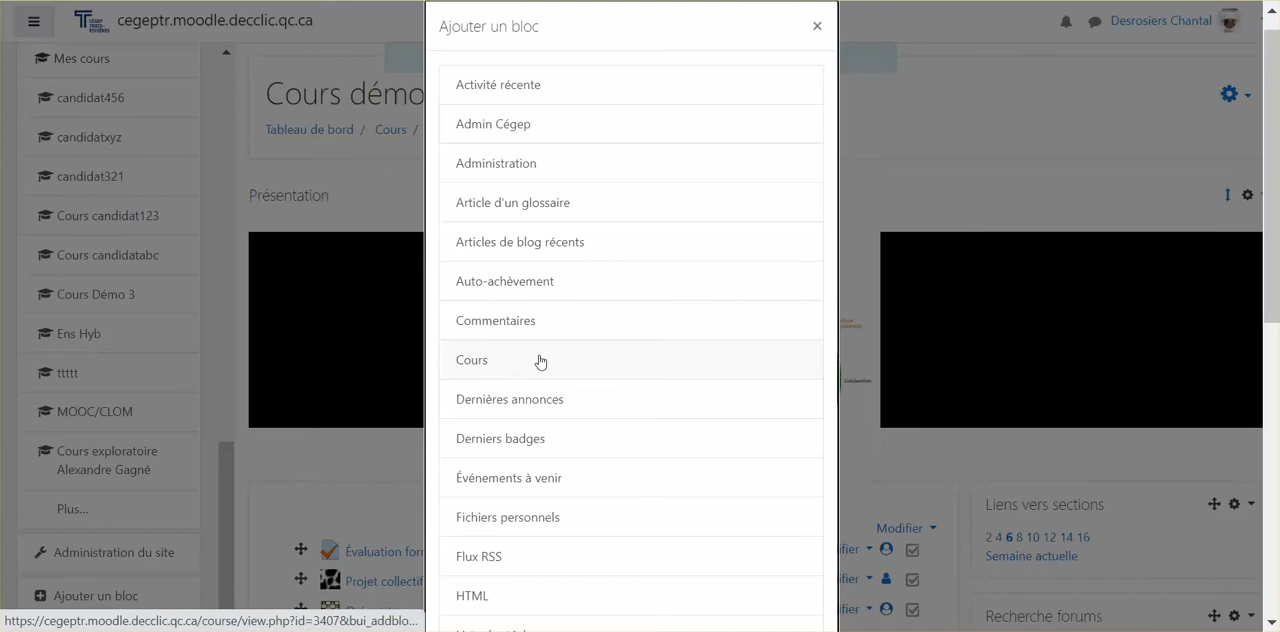 cegeptr.moodle.decclic.qc.ca
Desrosiers Chantal
Mes cours
candidat456
candidatxyz
candidat321
Cours candidat123
Cours candidatabc
Cours Démo 3
Ens Hyb
ttttt
MOOC/CLOM
Cours exploratoire
Alexandre Gagné
Plus...
Administration du site
Ajouter un bloc
https://cegeptr.moodle.decclic.qc.ca/course/view.php?id=3407&bui_addblo...
Cours démo
Tableau de bord / Cours /
Présentation
Évaluation for
Projet collectif
Ajouter un bloc
×
Activité récente
Admin Cégep
Administration
Article d'un glossaire
Articles de blog récents
Auto-achèvement
Commentaires
Cours
Dernières annonces
Derniers badges
Événements à venir
Fichiers personnels
Flux RSS
HTML
Modifier
ifier
ifier
ifier
Liens vers sections
2 4 6 8 10 12 14 16
Semaine actuelle
Recherche forums